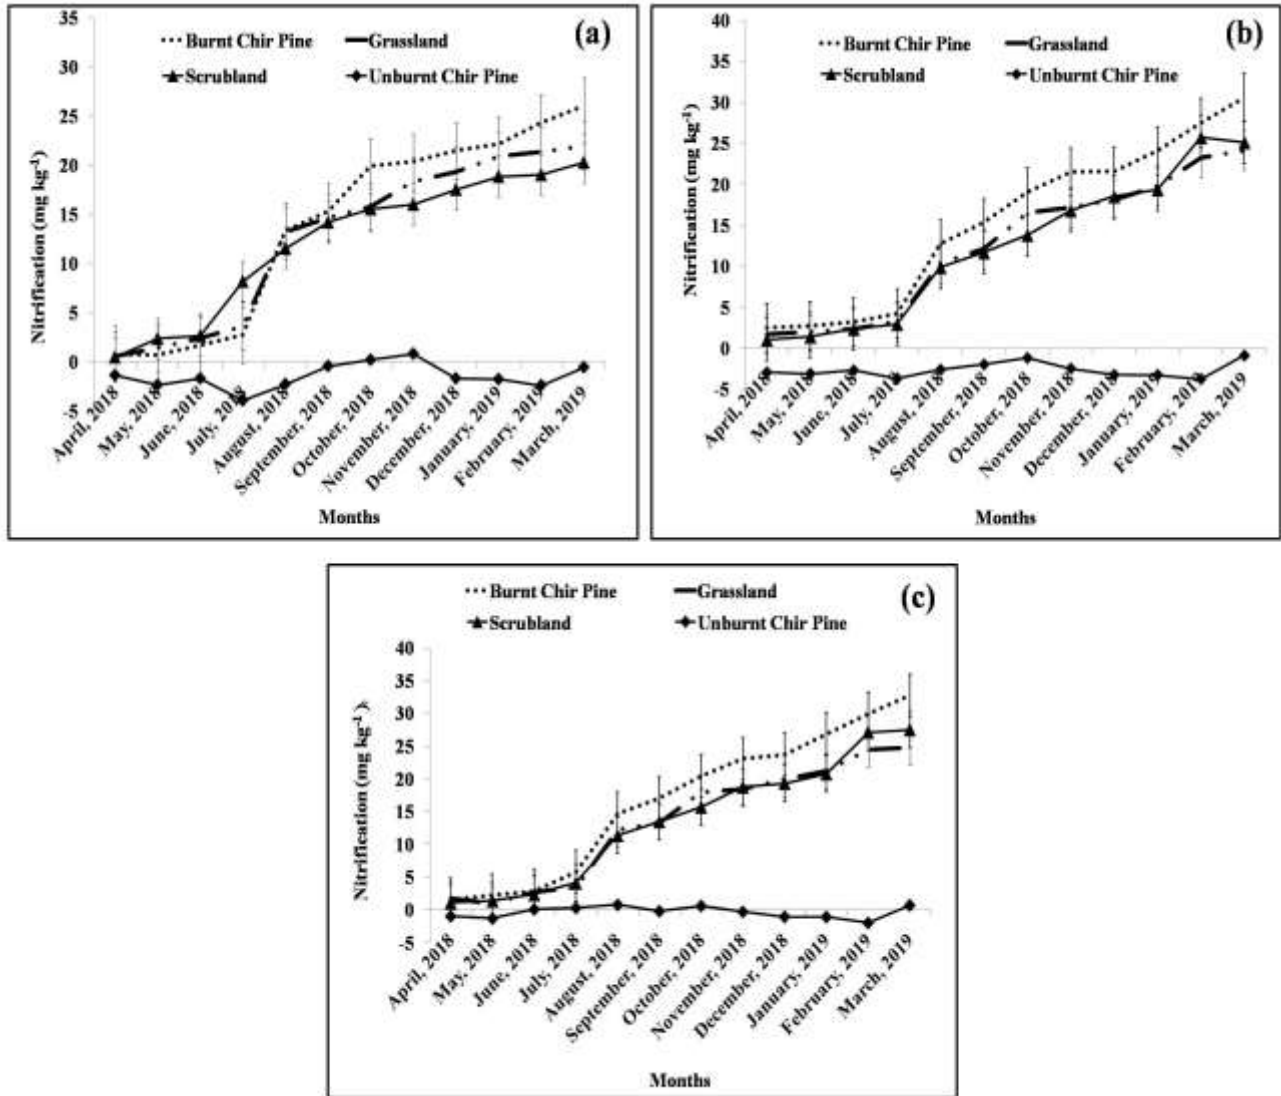 (a)
Burnt Chir Pine
Grassland
Scrubland
Unburnt Chir Pine
35
30
25
20
15
10
5
0
-5
Nitrification (mg kg-1)
April, 2018
May, 2018
June, 2018
July, 2018
August, 2018
September, 2018
October, 2018
November, 2018
December, 2018
January, 2019
February, 2019
March, 2019
Months
(b)
Burnt Chir Pine
Grassland
Scrubland
Unburnt Chir Pine
40
30
25
20
15
10
5
0
-5
Nitrification (mg kg-1)
April, 2018
May, 2018
June, 2018
July, 2018
August, 2018
September, 2018
October, 2018
November, 2018
December, 2018
January, 2019
February, 2019
March, 2019
Months
(c)
Burnt Chir Pine
Grassland
Scrubland
Unburnt Chir Pine
40
35
30
25
20
15
10
5
0
-5
Nitrification (mg kg-1)
April, 2018
May, 2018
June, 2018
July, 2018
August, 2018
September, 2018
October, 2018
November, 2018
December, 2018
January, 2019
February, 2019
March, 2019
Months